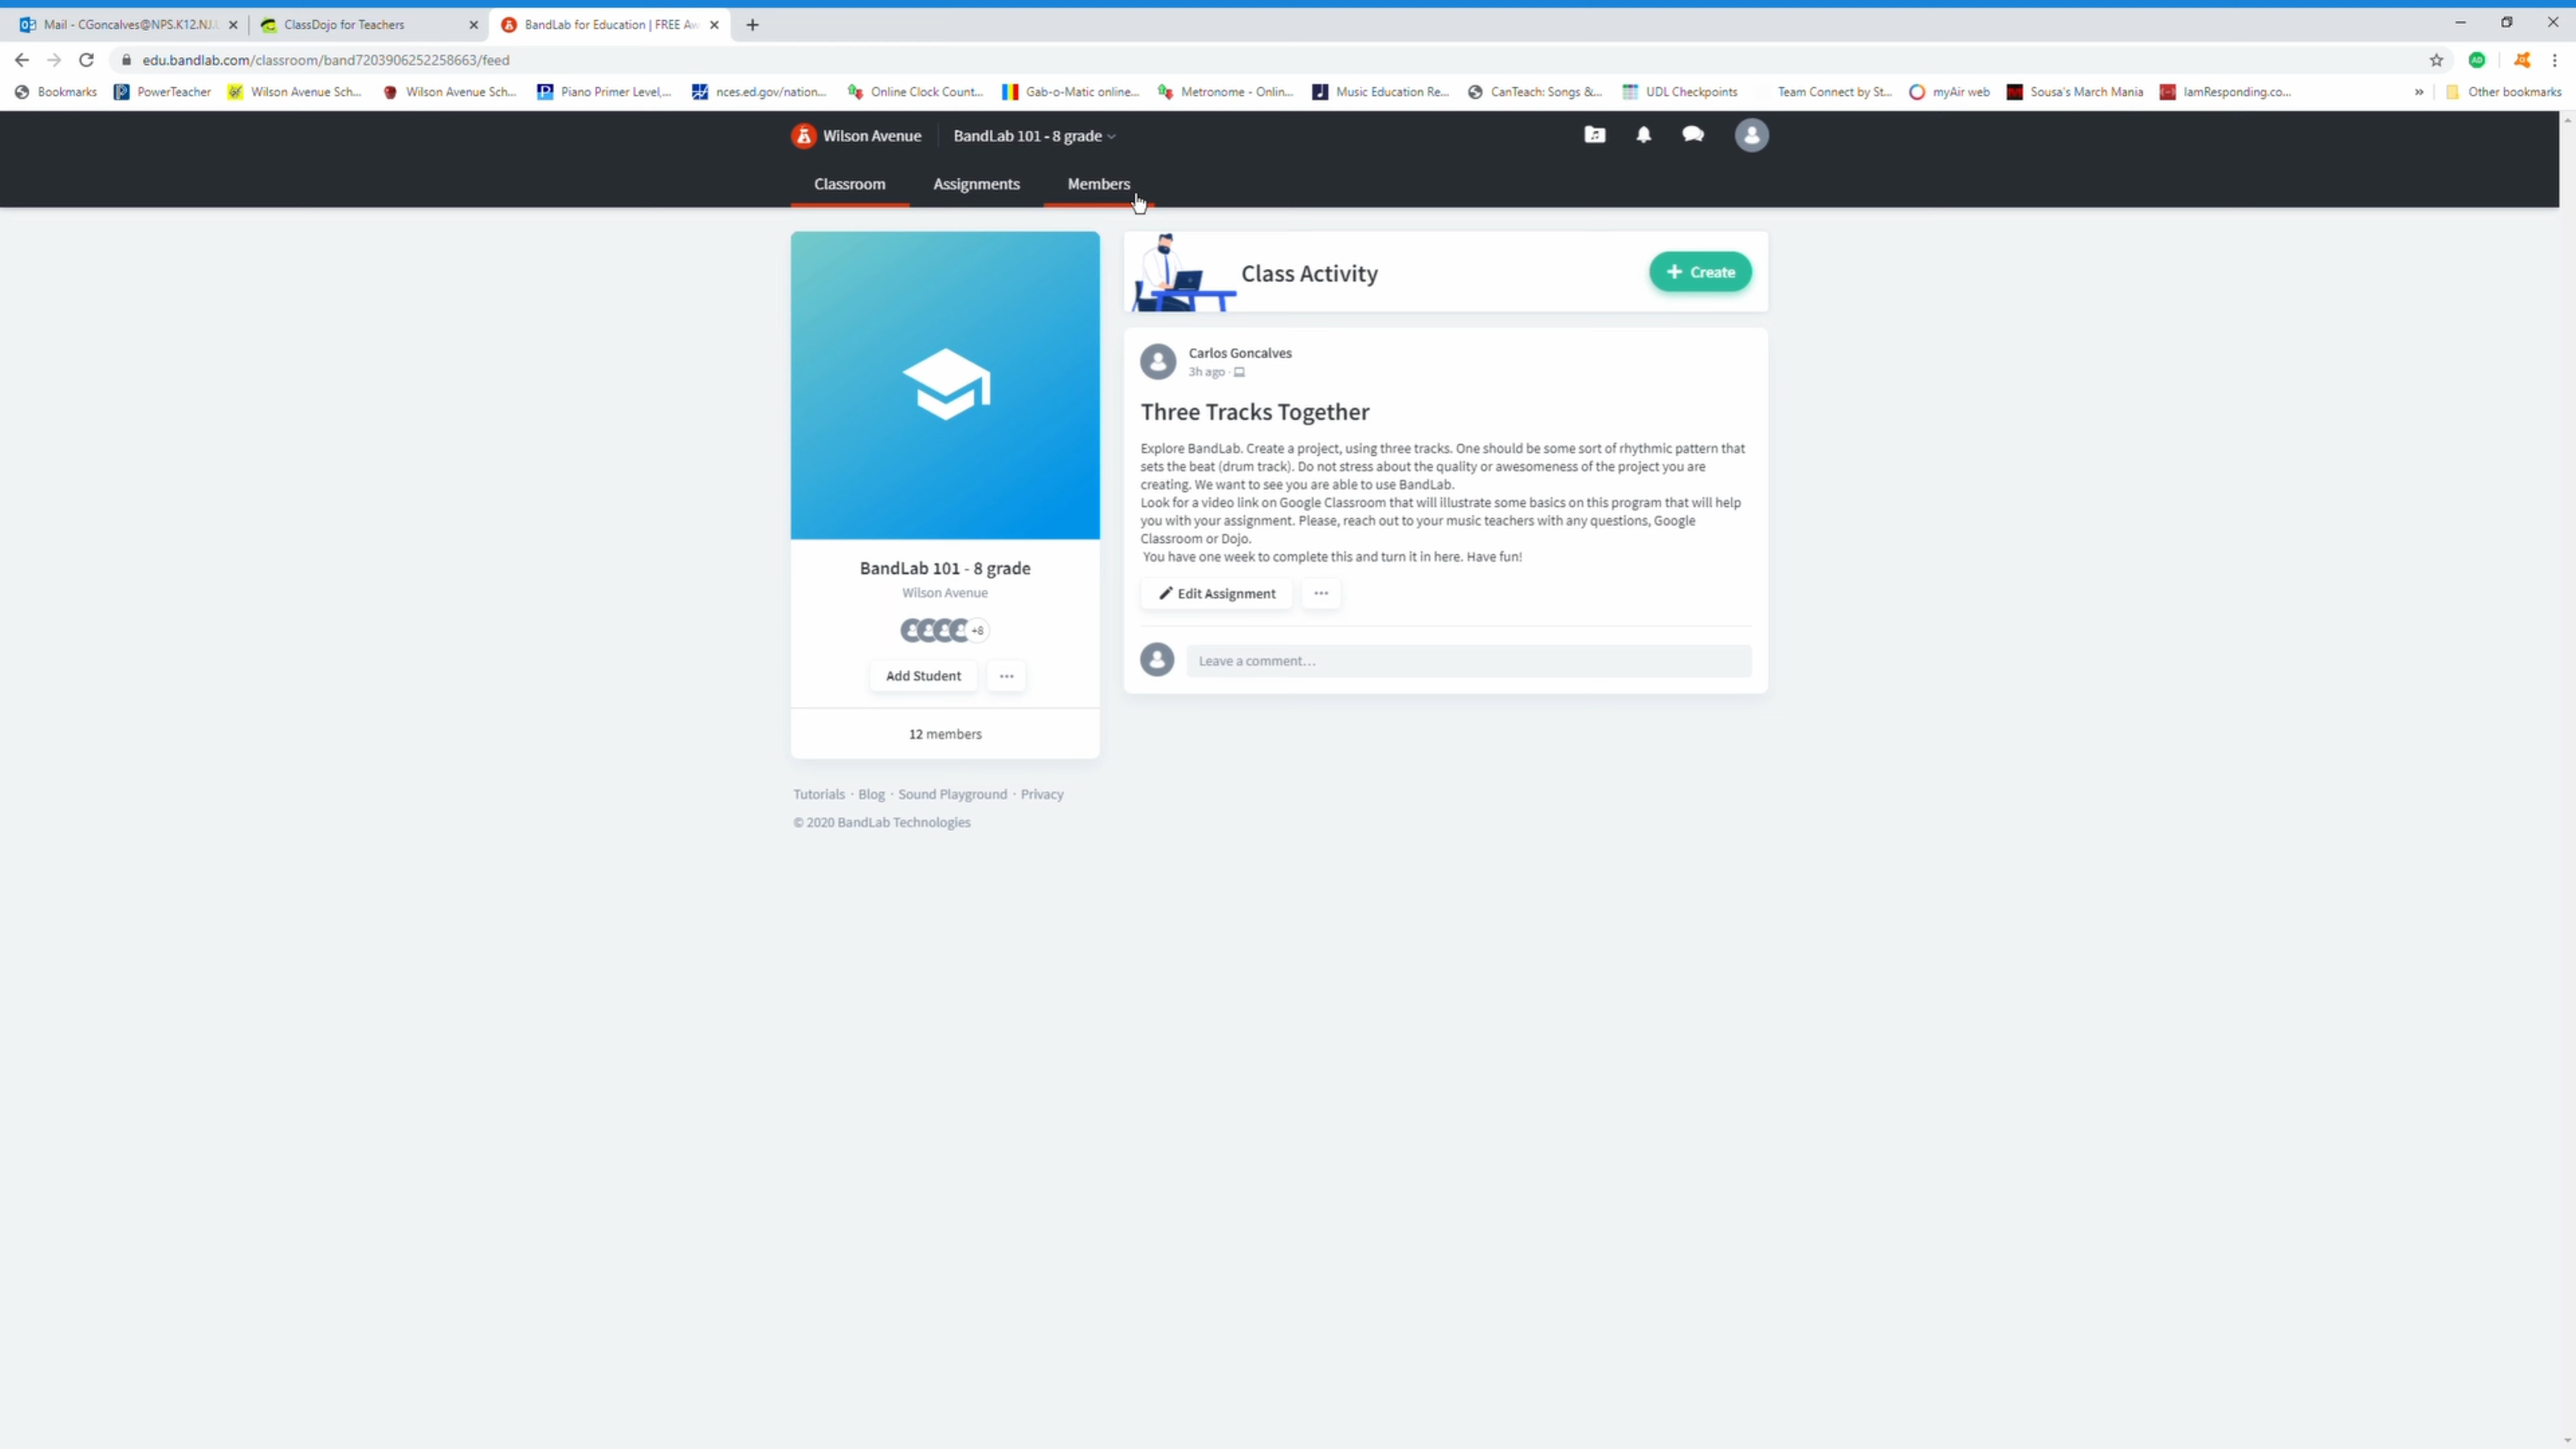 Mail - CGoncalves@NPS.K12.NJ.U
ClassDojo for Teachers
BandLab for Education | FREE Aw
edu.bandlab.com/classroom/band7203906252258663/feed
Bookmarks
PowerTeacher
Wilson Avenue Sch...
Wilson Avenue Sch...
Piano Primer Level,...
nces.ed.gov/nation...
Online Clock Count...
Gab-o-Matic online...
Metronome - Onlin...
Music Education Re...
CanTeach: Songs &...
UDL Checkpoints
Team Connect by St...
myAir web
Sousa's March Mania
IamResponding.co...
»
Other bookmarks
Wilson Avenue
BandLab 101 - 8 grade
Classroom
Assignments
Members
Class Activity
+ Create
Carlos Goncalves
3h ago ·
Three Tracks Together
Explore BandLab. Create a project, using three tracks. One should be some sort of rhythmic pattern that
sets the beat (drum track). Do not stress about the quality or awesomeness of the project you are
creating. We want to see you are able to use BandLab.
Look for a video link on Google Classroom that will illustrate some basics on this program that will help
you with your assignment. Please, reach out to your music teachers with any questions, Google
Classroom or Dojo.
You have one week to complete this and turn it in here. Have fun!
Edit Assignment
...
Leave a comment...
BandLab 101 - 8 grade
Wilson Avenue
+8
Add Student
...
12 members
Tutorials · Blog · Sound Playground · Privacy
© 2020 BandLab Technologies